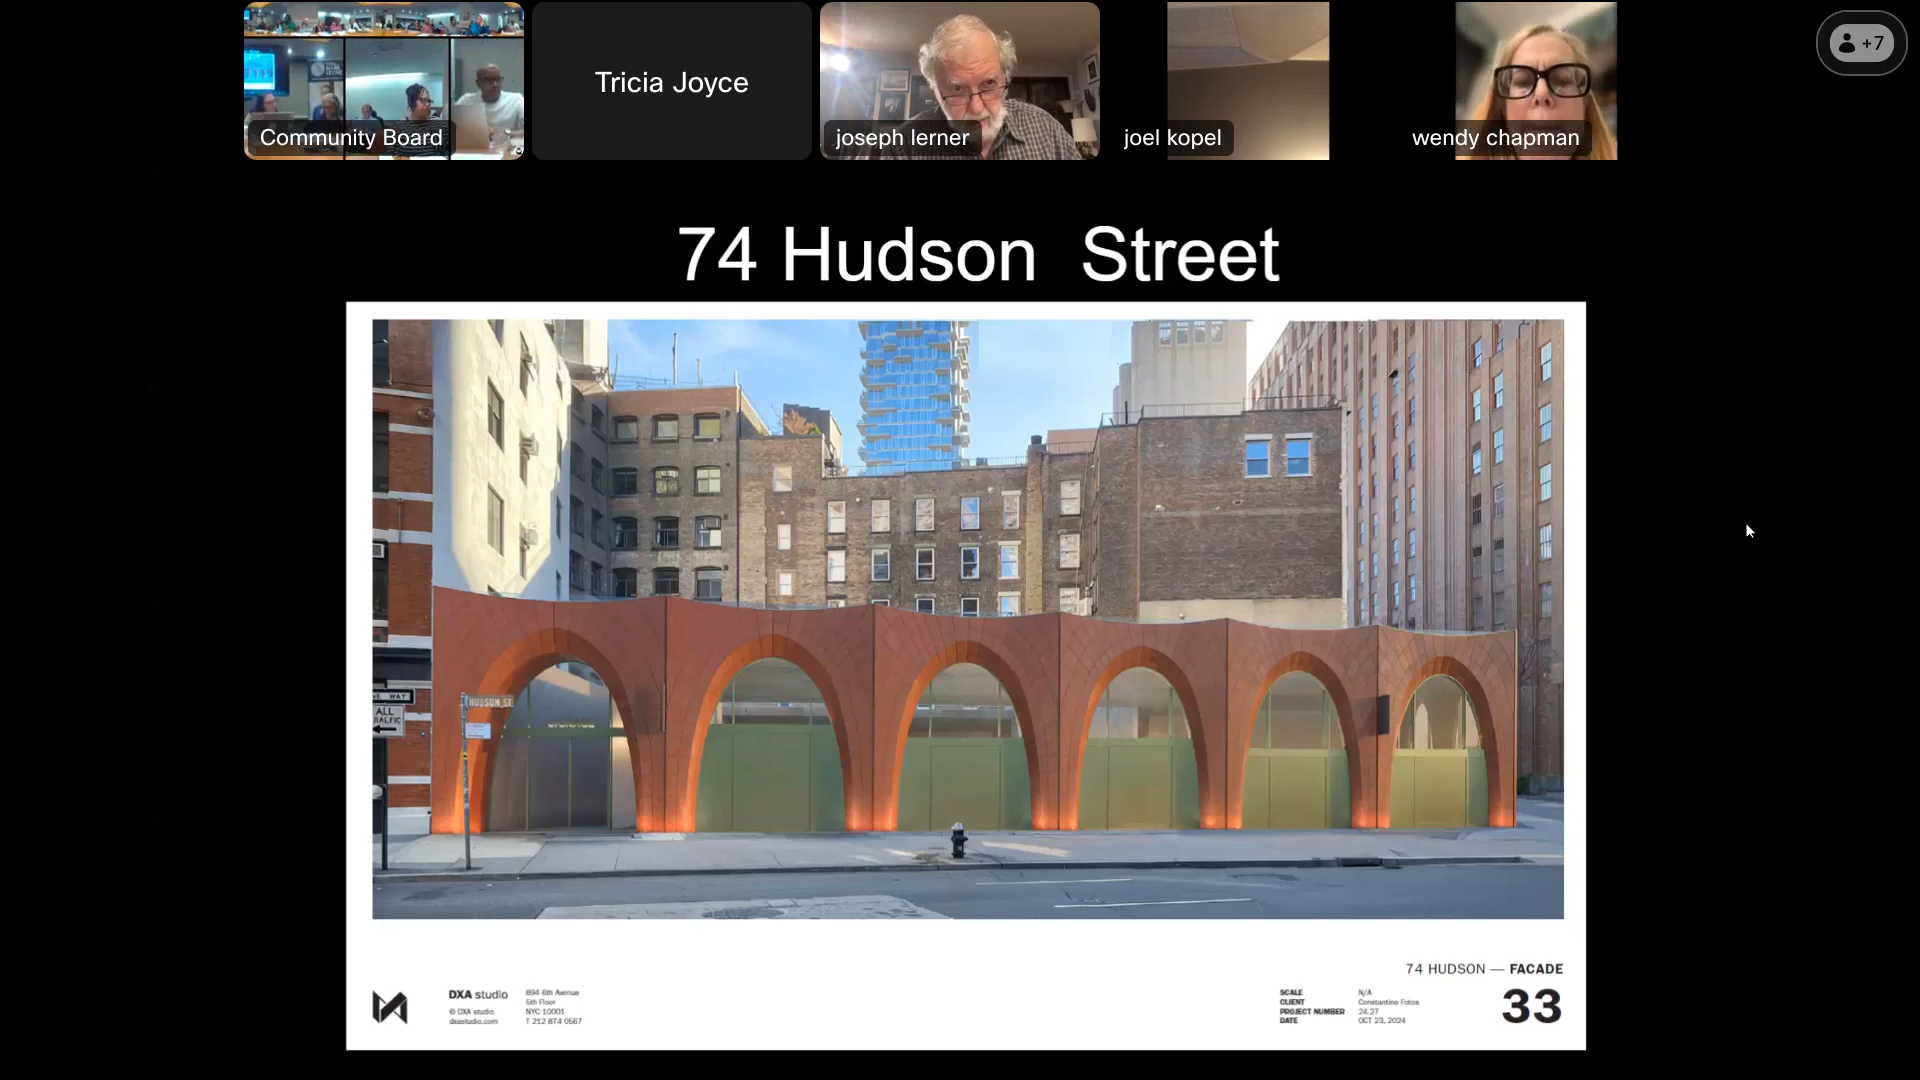 +7
Tricia Joyce
Community Board
joseph lerner
joel kopel
wendy chapman
74 Hudson Street
HUDSON ST
WAY
ALL
74 HUDSON — FACADE
DXA studio
© DXA studio
dxastudio.com
894 6th Avenue
5th Floor
NYC 10001
T 212 874 0567
SCALE N/A
CLIENT Constantine Fotos
PROJECT NUMBER 24.27
DATE OCT 23, 2024
33